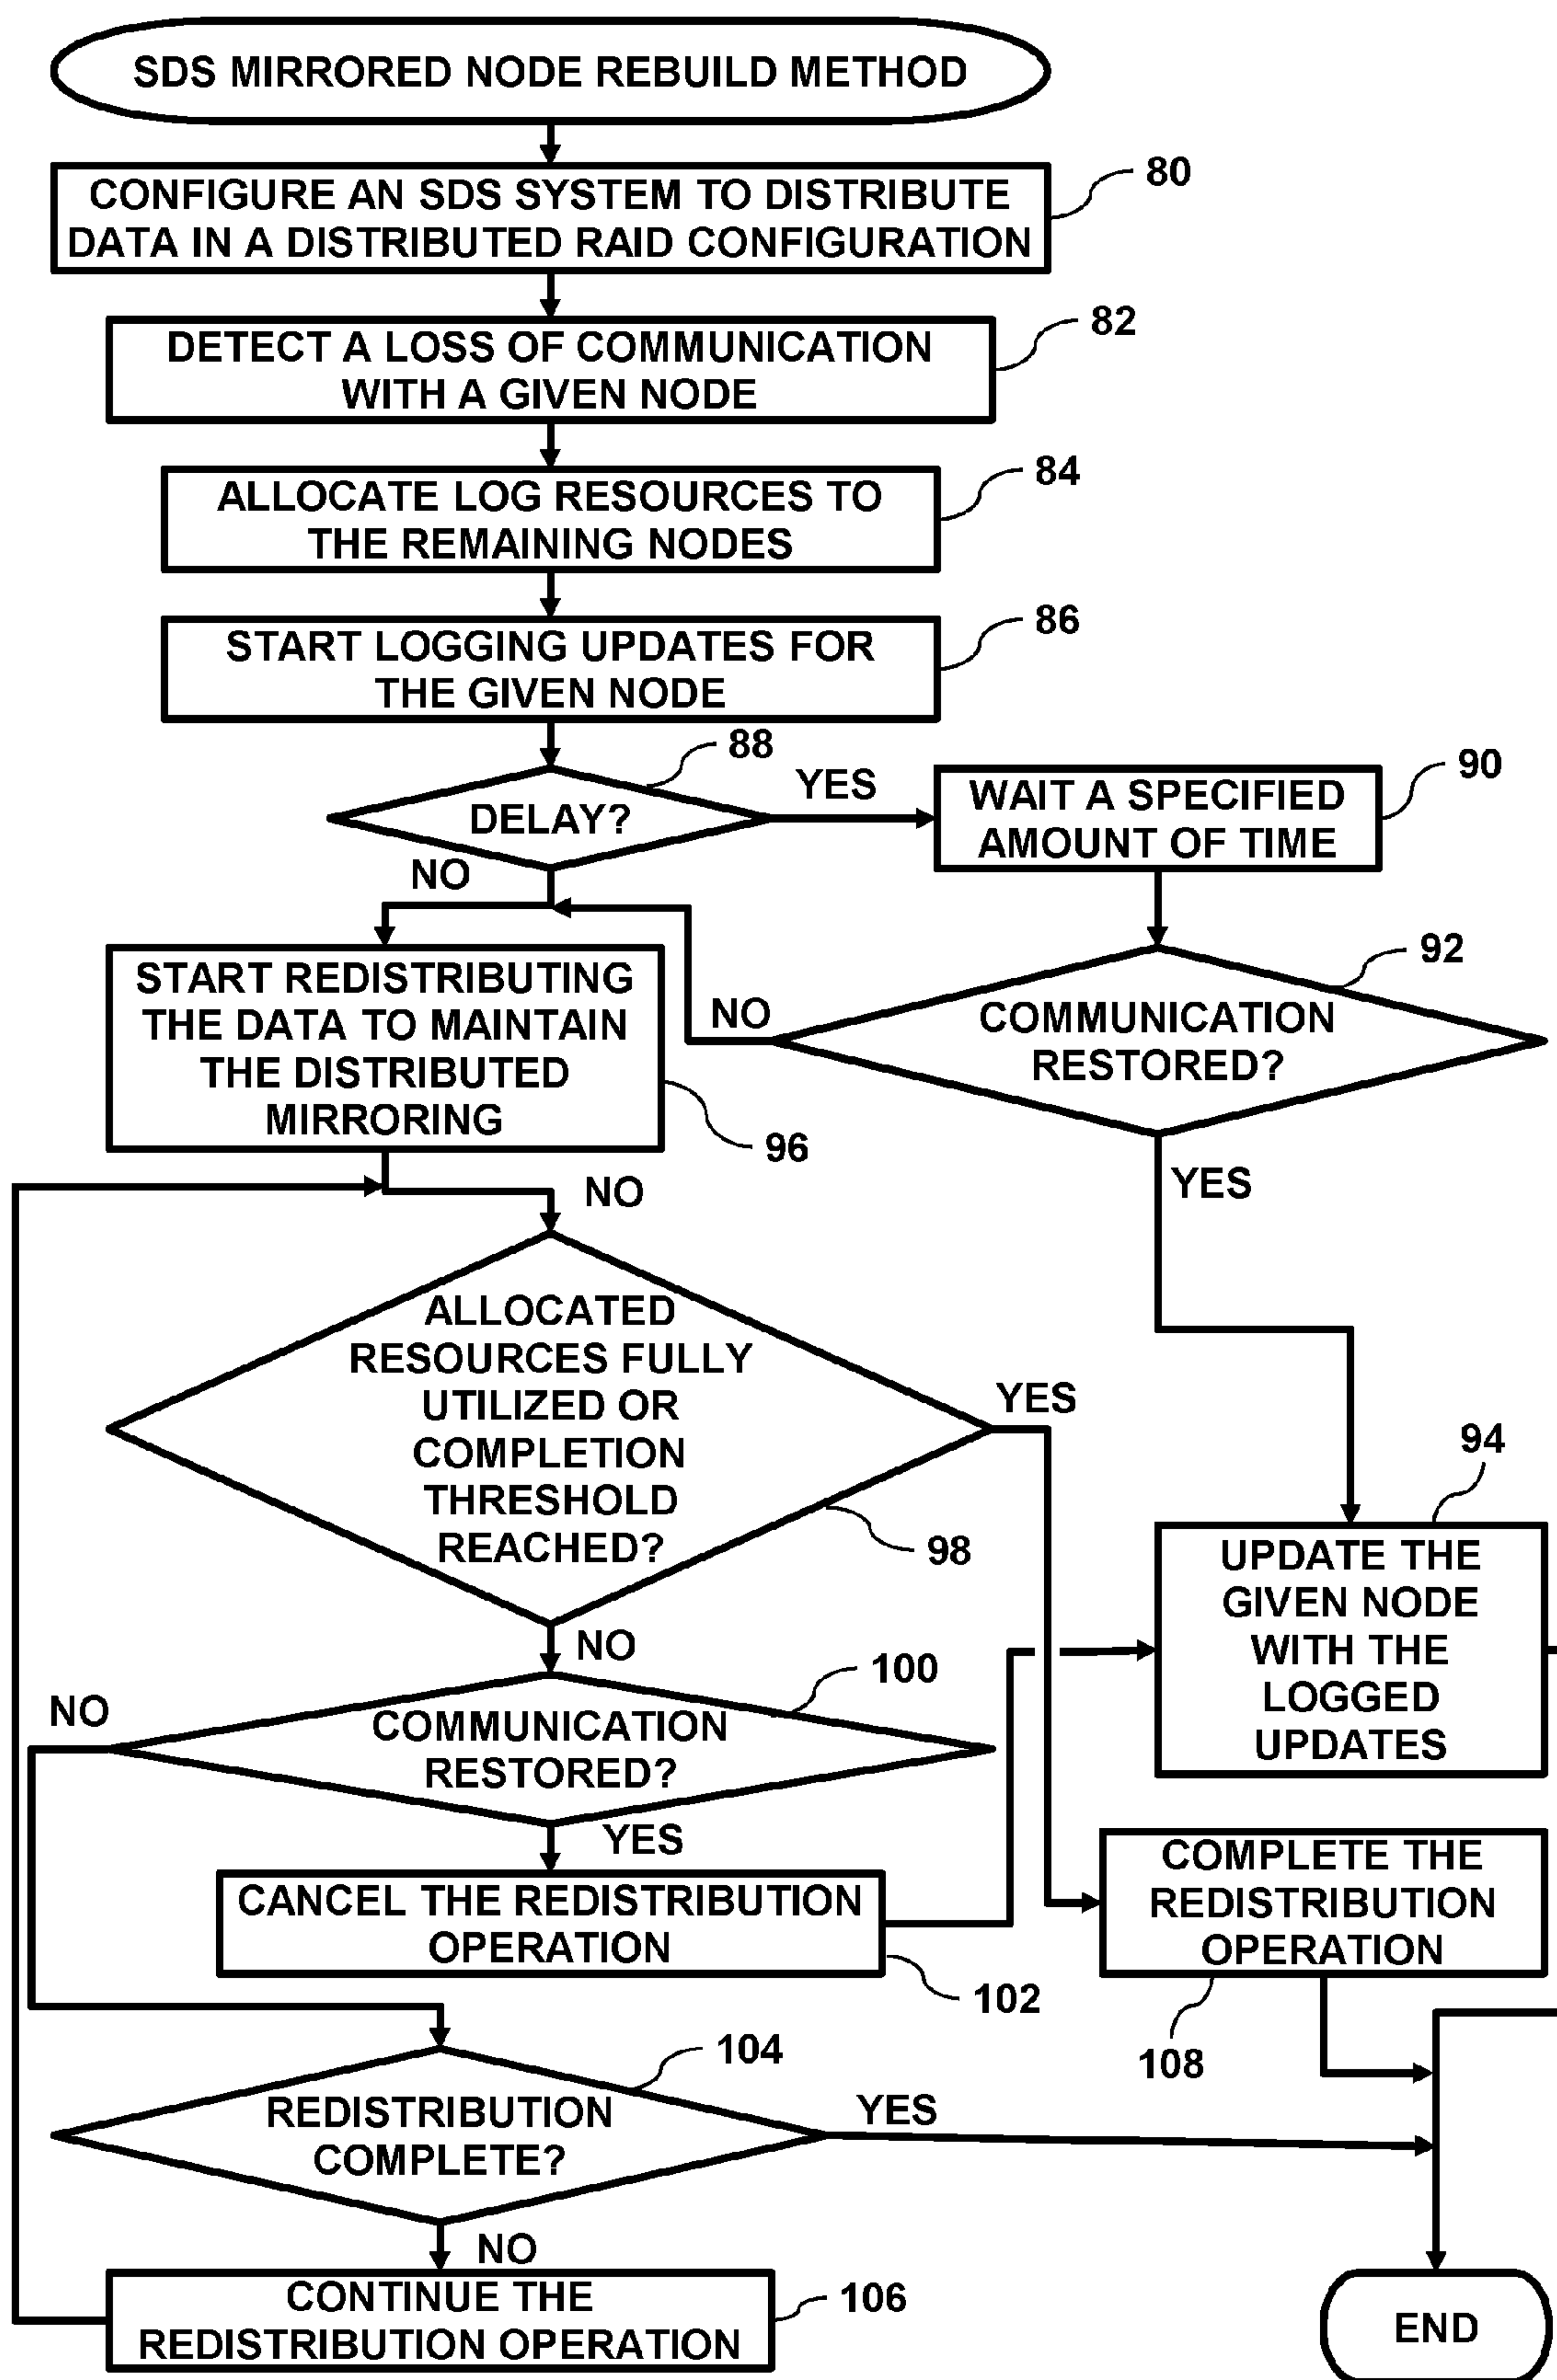 SDS MIRRORED NODE REBUILD METHOD
CONFIGURE AN SDS SYSTEM TO DISTRIBUTE
DATA IN A DISTRIBUTED RAID CONFIGURATION
80
DETECT A LOSS OF COMMUNICATION
WITH A GIVEN NODE
82
ALLOCATE LOG RESOURCES TO
THE REMAINING NODES
84
START LOGGING UPDATES FOR
THE GIVEN NODE
86
DELAY?
88
YES
NO
WAIT A SPECIFIED
AMOUNT OF TIME
90
COMMUNICATION
RESTORED?
92
NO
YES
START REDISTRIBUTING
THE DATA TO MAINTAIN
THE DISTRIBUTED
MIRRORING
96
NO
ALLOCATED
RESOURCES FULLY
UTILIZED OR
COMPLETION
THRESHOLD
REACHED?
98
YES
NO
UPDATE THE
GIVEN NODE
WITH THE
LOGGED
UPDATES
94
COMMUNICATION
RESTORED?
100
NO
YES
CANCEL THE REDISTRIBUTION
OPERATION
102
COMPLETE THE
REDISTRIBUTION
OPERATION
108
REDISTRIBUTION
COMPLETE?
104
YES
NO
CONTINUE THE
REDISTRIBUTION OPERATION
106
END